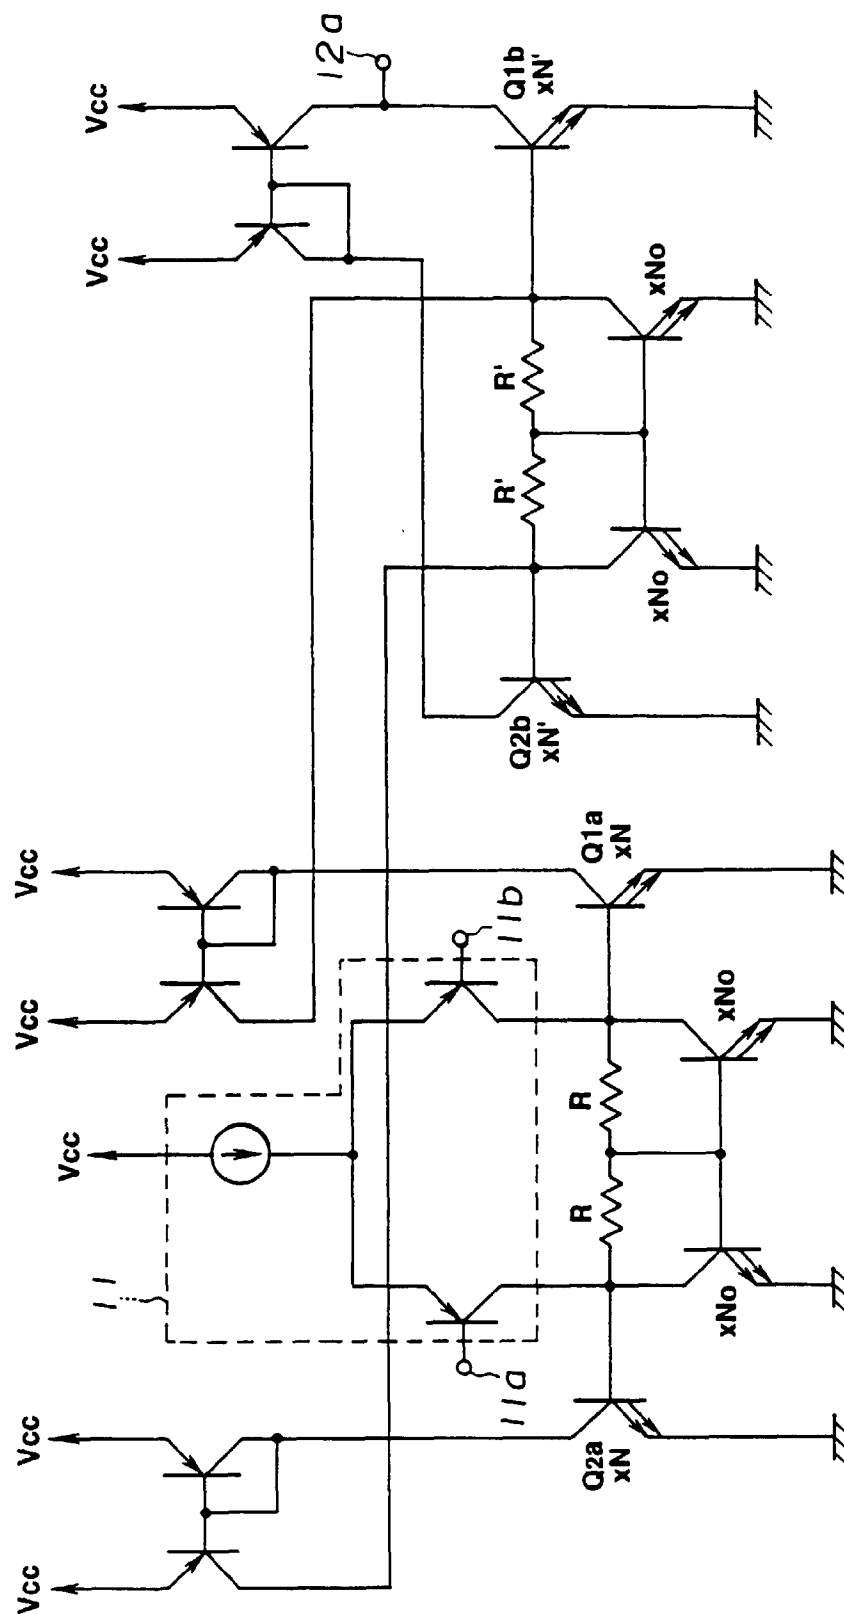 Vcc
Vcc
Vcc
Vcc
Vcc
Vcc
Vcc
11
12a
11a
11b
Q2a
xN
R
R
xNo
xNo
Q1a
xN
Q2b
xN'
R'
R'
xNo
xNo
Q1b
xN'